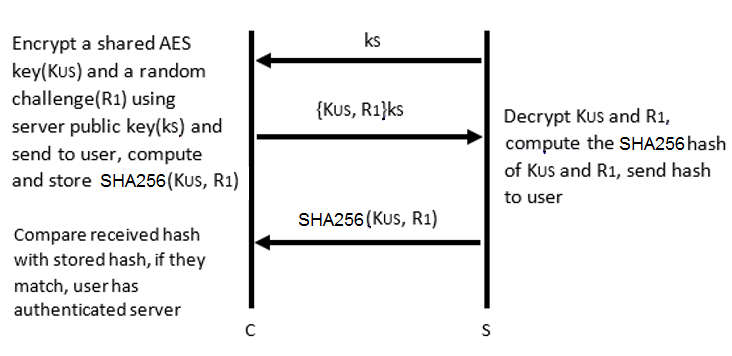 Encrypt a shared AES
key(KUS) and a random
challenge(R1) using
server public key(ks) and
send to user, compute
and store SHA256(KUS, R1)
Compare received hash
with stored hash, if they
match, user has
authenticated server
ks
{KUS, R1}ks
SHA256(KUS, R1)
Decrypt KUS and R1,
compute the SHA256 hash
of KUS and R1, send hash
to user
C
S